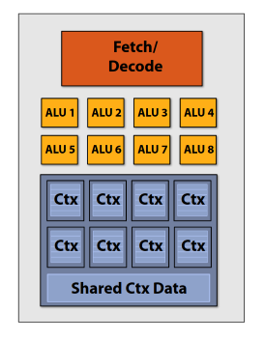 Fetch/
Decode
ALU 1 ALU 2 ALU 3 ALU 4
ALU 5 ALU 6 ALU 7 ALU 8
Ctx Ctx Ctx Ctx
Ctx Ctx Ctx Ctx
Shared Ctx Data